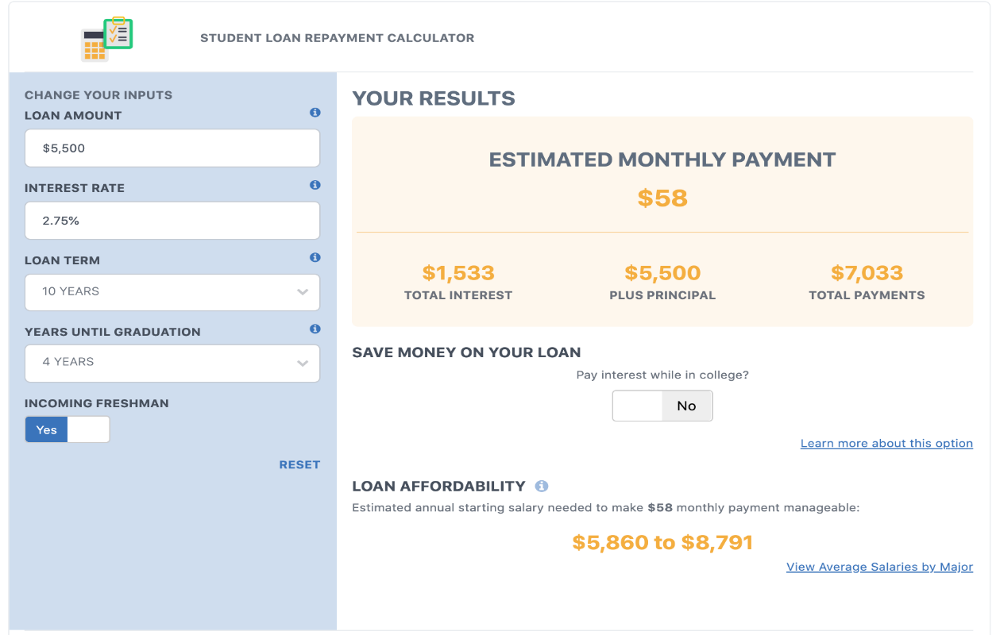 STUDENT LOAN REPAYMENT CALCULATOR
CHANGE YOUR INPUTS
LOAN AMOUNT
$5,500
INTEREST RATE
2.75%
LOAN TERM
10 YEARS
YEARS UNTIL GRADUATION
4 YEARS
INCOMING FRESHMAN
Yes
RESET
YOUR RESULTS
ESTIMATED MONTHLY PAYMENT
$58
$1,533 $5,500 $7,033
TOTAL INTEREST PLUS PRINCIPAL TOTAL PAYMENTS
SAVE MONEY ON YOUR LOAN
Pay interest while in college?
No
Learn more about this option
LOAN AFFORDABILITY
Estimated annual starting salary needed to make $58 monthly payment manageable:
$5,860 to $8,791
View Average Salaries by Major